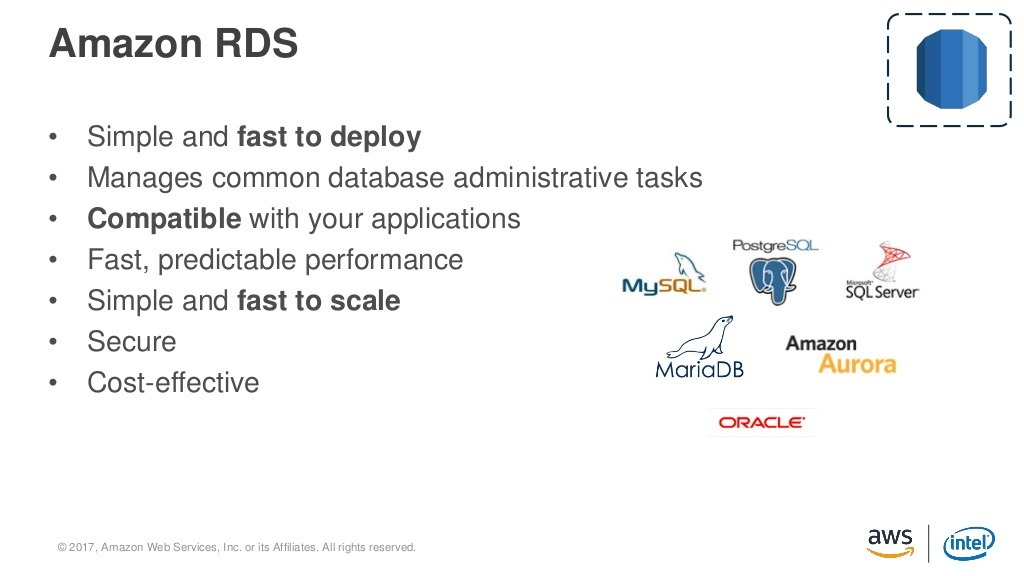 Amazon RDS
• Simple and fast to deploy
• Manages common database administrative tasks
• Compatible with your applications
• Fast, predictable performance
• Simple and fast to scale
• Secure
• Cost-effective
PostgreSQL
MySQL®
Microsoft®
SQL Server®
MariaDB
Amazon
Aurora
ORACLE®
© 2017, Amazon Web Services, Inc. or its Affiliates. All rights reserved.
aws
intel